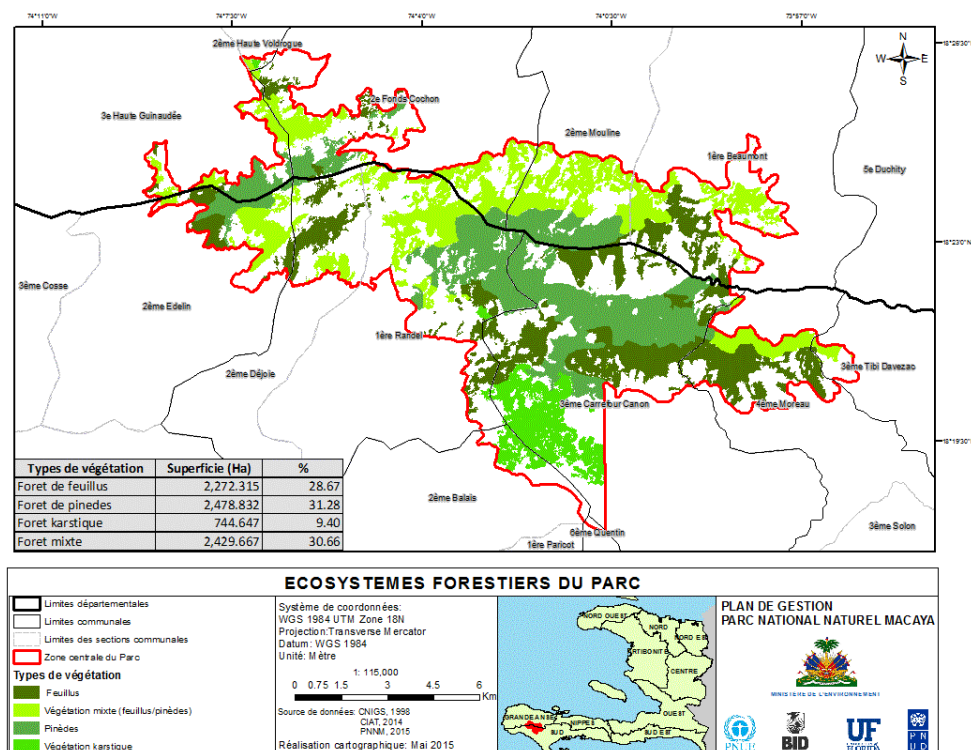 74°11'0"W
74°7'30"W
74°4'0"W
74°0'30"W
73°57'0"W
2ème Haute Voldrogue
18°26'30"N
N
W E
S
2e Fonds Cochon
3e Haute Guinaudée
2ème Mouline
1ère Beaumont
5e Duchity
18°23'0"N
3ème Cosse
2ème Edelin
1ère Randel
2ème Déjoie
3ème Tibi Davezac
3ème Carrefour Canon
4ème Moreau
18°19'30"N
Types de végétation Superficie (Ha) %
Foret de feuillus 2,272.315 28.67
Foret de pinedes 2,478.832 31.28
Foret karstique 744.647 9.40
Foret mixte 2,429.667 30.66
2ème Balais
3ème Solon
6ème Quentin
1ère Paricot
ECOSYSTEMES FORESTIERS DU PARC
Limites départementales
Limites communales
Limites des sections communales
Zone centrale du Parc
Types de végétation
Feuillus
Végétation mixte (feuillus/pinèdes)
Pinèdes
Végétation karstique
Système de coordonnées:
WGS 1984 UTM Zone 18N
Projection:Transverse Mercator
Datum: WGS 1984
Unité: Mètre
1: 115,000
0 0.75 1.5 3 4.5 6
Km
Source de données: CNIGS, 1998
CIAT, 2014
PNNM, 2015
Réalisation cartographique: Mai 2015
NORD OUEST
NORD
NORD EST
ARTIBONITE
CENTRE
OUEST
GRANDE ANSE
NIPPES
SUD
SUD EST
PLAN DE GESTION
PARC NATIONAL NATUREL MACAYA
MINISTERE DE L'ENVIRONNEMENT
PNUE
BID
UF
P N
U D